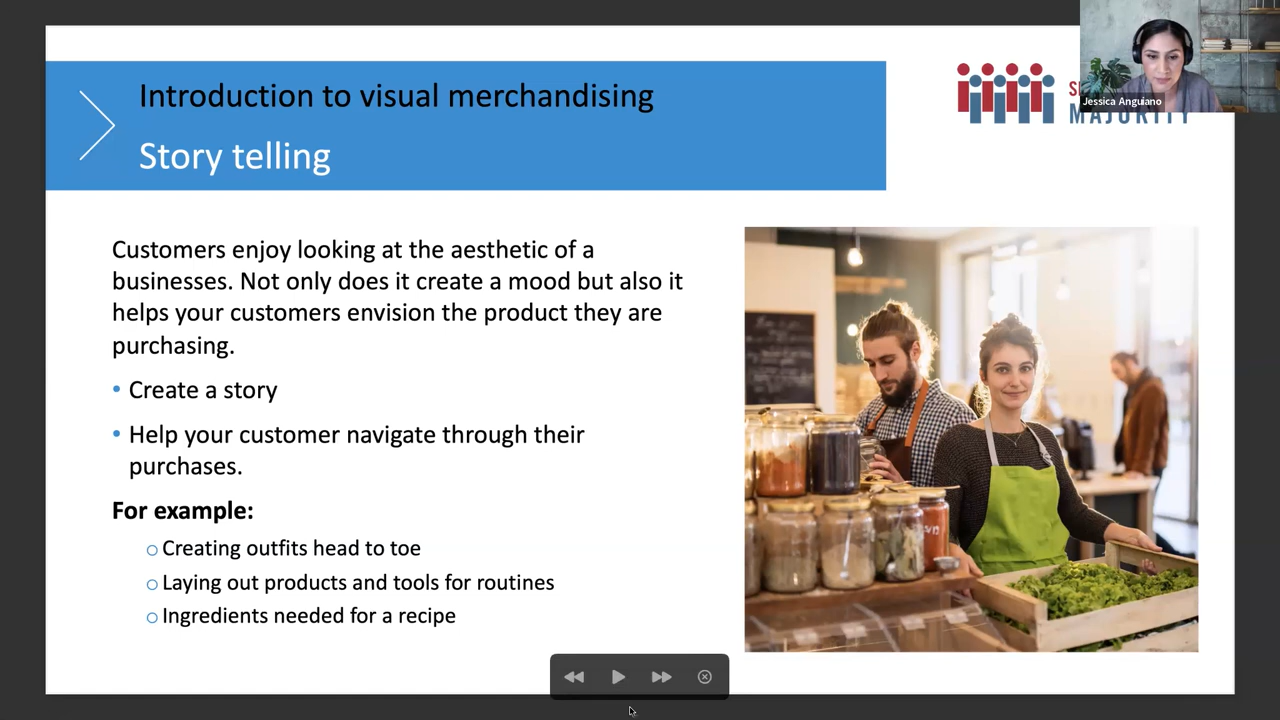 Introduction to visual merchandising
Story telling
Jessica Anguiano
MAJORITY
Customers enjoy looking at the aesthetic of a
businesses. Not only does it create a mood but also it
helps your customers envision the product they are
purchasing.
• Create a story
• Help your customer navigate through their
purchases.
For example:
○ Creating outfits head to toe
○ Laying out products and tools for routines
○ Ingredients needed for a recipe